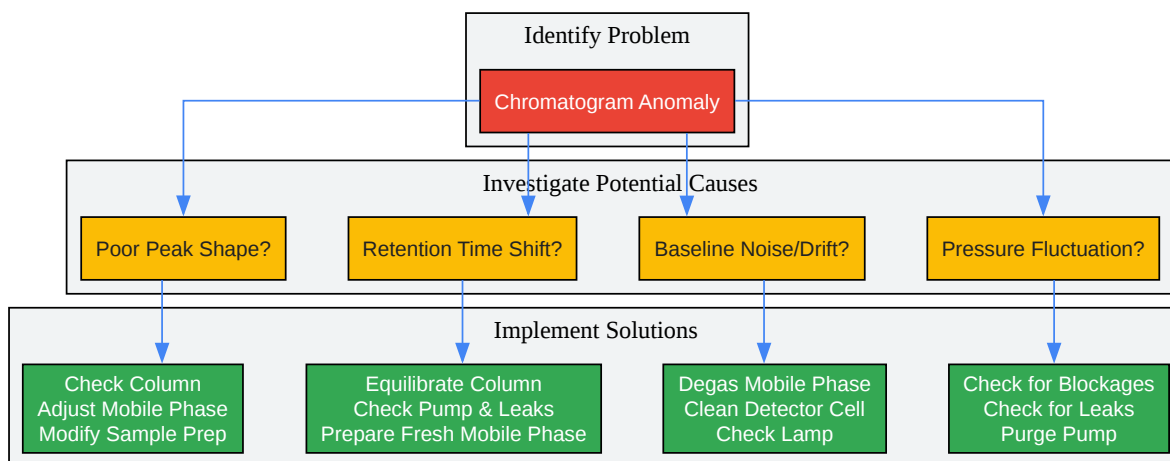 Identify Problem
Chromatogram Anomaly
Investigate Potential Causes
Poor Peak Shape?
Retention Time Shift?
Baseline Noise/Drift?
Pressure Fluctuation?
Implement Solutions
Check Column
Adjust Mobile Phase
Modify Sample Prep
Equilibrate Column
Check Pump & Leaks
Prepare Fresh Mobile Phase
Degas Mobile Phase
Clean Detector Cell
Check Lamp
Check for Blockages
Check for Leaks
Purge Pump